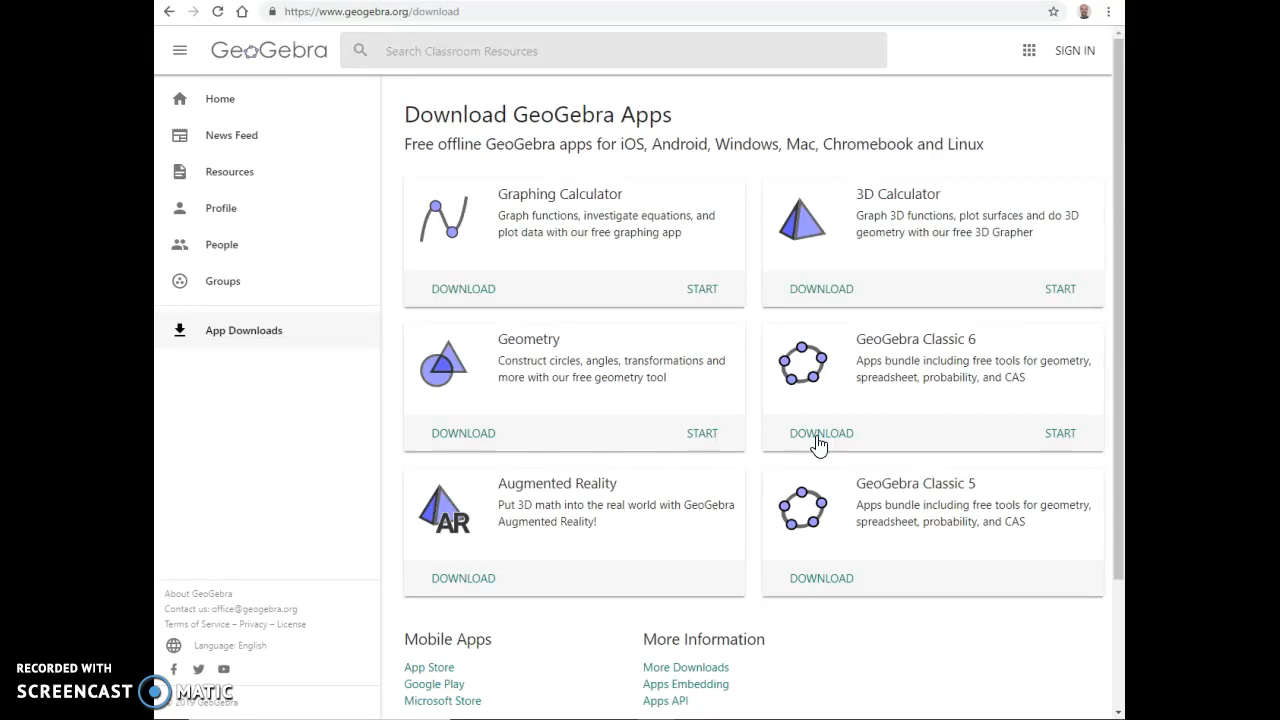 https://www.geogebra.org/download
GeoGebra
Search Classroom Resources
SIGN IN
Home
News Feed
Resources
Profile
People
Groups
App Downloads
Download GeoGebra Apps
Free offline GeoGebra apps for iOS, Android, Windows, Mac, Chromebook and Linux
Graphing Calculator
Graph functions, investigate equations, and
plot data with our free graphing app
DOWNLOAD
START
3D Calculator
Graph 3D functions, plot surfaces and do 3D
geometry with our free 3D Grapher
DOWNLOAD
START
Geometry
Construct circles, angles, transformations and
more with our free geometry tool
DOWNLOAD
START
GeoGebra Classic 6
Apps bundle including free tools for geometry,
spreadsheet, probability, and CAS
DOWNLOAD
START
AR
Augmented Reality
Put 3D math into the real world with GeoGebra
Augmented Reality!
DOWNLOAD
GeoGebra Classic 5
Apps bundle including free tools for geometry,
spreadsheet, probability, and CAS
DOWNLOAD
Mobile Apps
App Store
Google Play
Microsoft Store
More Information
More Downloads
Apps Embedding
Apps API
About GeoGebra
Contact us: office@geogebra.org
Terms of Service – Privacy – License
Language: English
2019 GeoGebra
RECORDED WITH
SCREENCAST MATIC